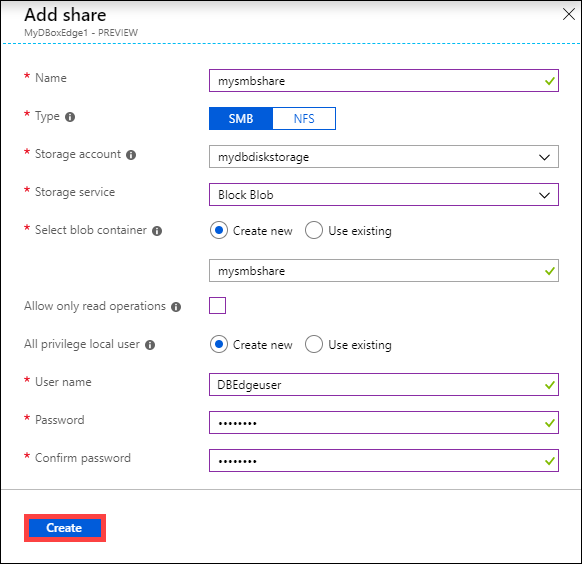 Add share
MyDBoxEdge1 - PREVIEW
* Name mysmbshare
* Type SMB NFS
* Storage account mydbdiskstorage
* Storage service Block Blob
* Select blob container Create new Use existing
mysmbshare
Allow only read operations
All privilege local user Create new Use existing
* User name DBEdgeuser
* Password ••••••••
* Confirm password ••••••••
Create